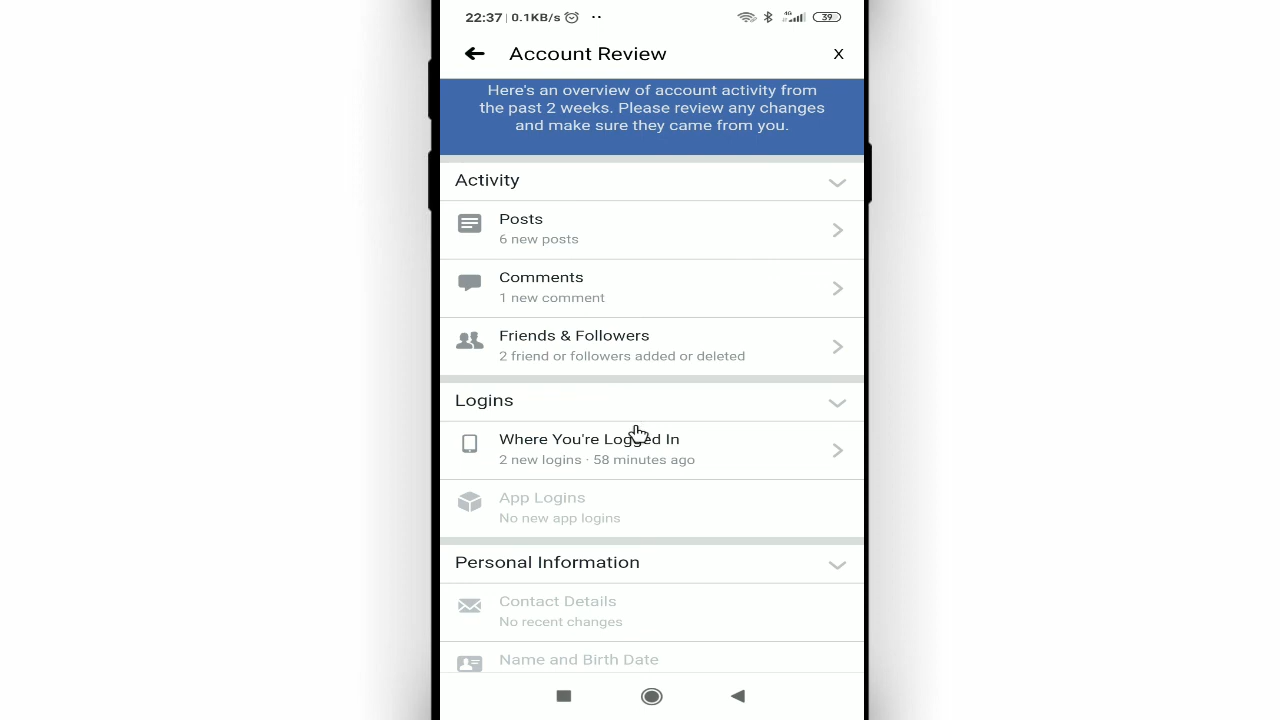 22:37 | 0.1KB/s
4G
39
Account Review
X
Here's an overview of account activity from
the past 2 weeks. Please review any changes
and make sure they came from you.
Activity
Posts
6 new posts
Comments
1 new comment
Friends & Followers
2 friend or followers added or deleted
Logins
Where You're Logged In
2 new logins · 58 minutes ago
App Logins
No new app logins
Personal Information
Contact Details
No recent changes
Name and Birth Date